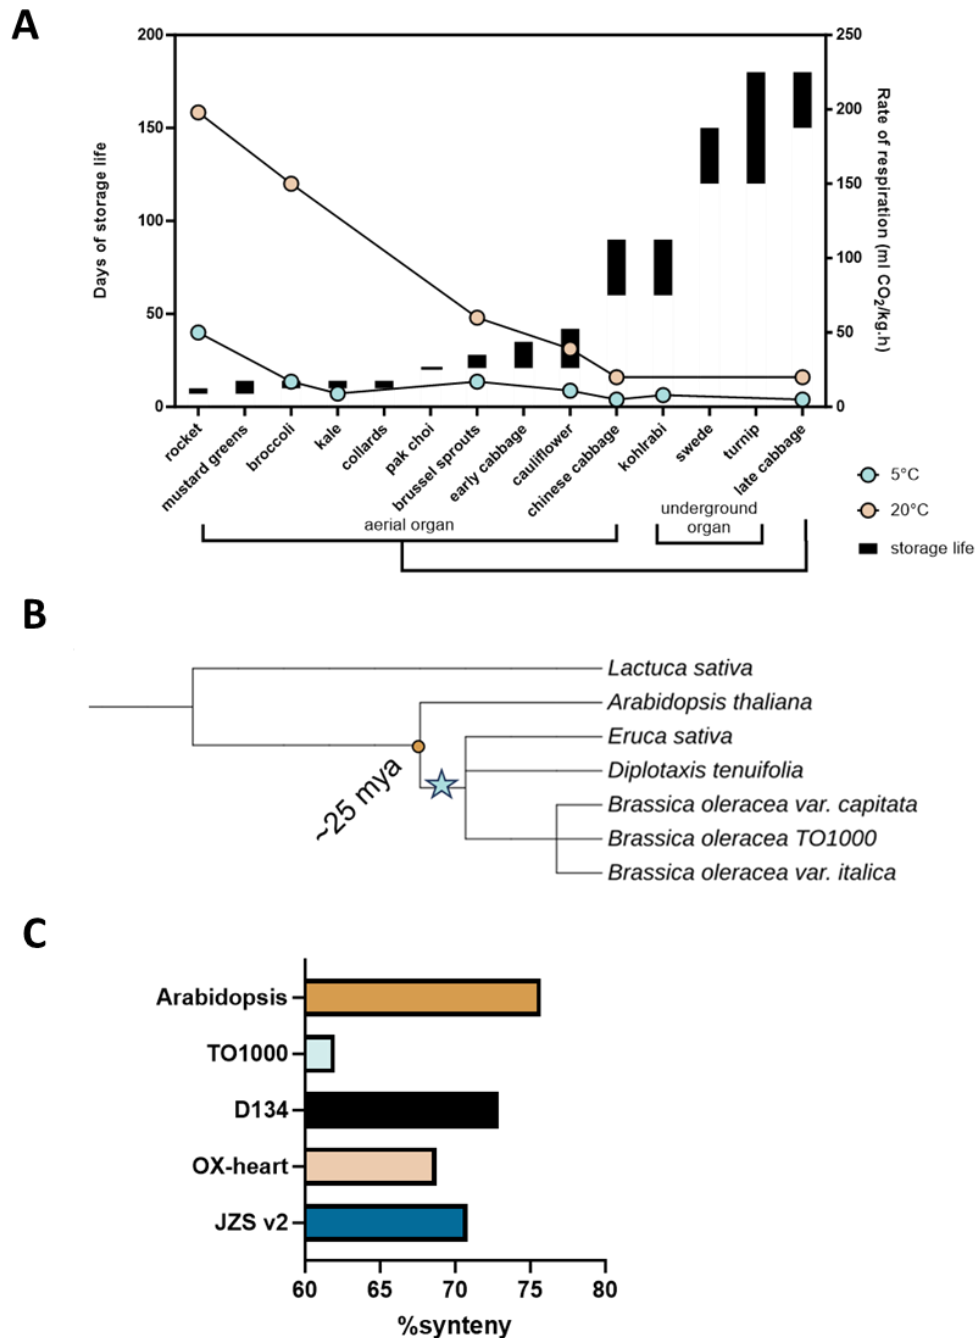 A
200
150
100
50
0
Days of storage life
250
200
150
100
50
0
Rate of respiration (ml CO₂/kg.h)
rocket
mustard greens
broccoli
kale
collards
pak choi
brussel sprouts
early cabbage
cauliflower
chinese cabbage
kohlrabi
swede
turnip
late cabbage
aerial organ
underground
organ
5°C
20°C
storage life
B
Lactuca sativa
Arabidopsis thaliana
Eruca sativa
Diplotaxis tenuifolia
Brassica oleracea var. capitata
Brassica oleracea TO1000
Brassica oleracea var. italica
~25 mya
C
Arabidopsis
TO1000
D134
OX-heart
JZS v2
60 65 70 75 80
%synteny